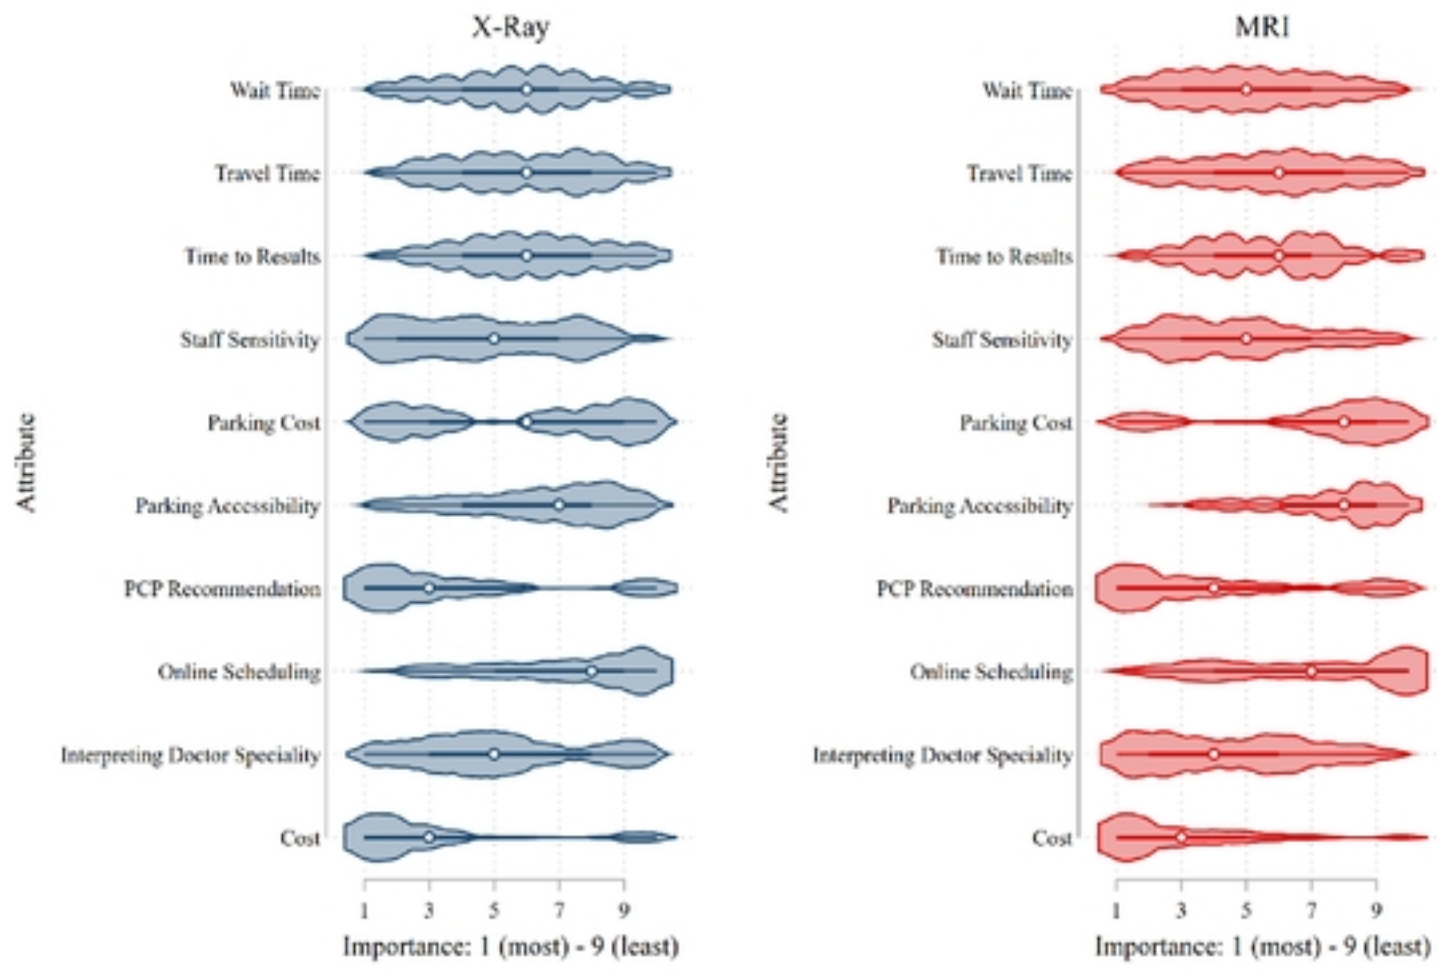 X-Ray
Wait Time
Travel Time
Time to Results
Staff Sensitivity
Parking Cost
Parking Accessibility
PCP Recommendation
Online Scheduling
Interpreting Doctor Speciality
Cost
Attribute
1 3 5 7 9
Importance: 1 (most) - 9 (least)
MRI
Wait Time
Travel Time
Time to Results
Staff Sensitivity
Parking Cost
Parking Accessibility
PCP Recommendation
Online Scheduling
Interpreting Doctor Speciality
Cost
Attribute
1 3 5 7 9
Importance: 1 (most) - 9 (least)